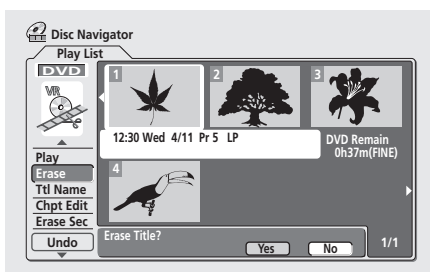 Disc Navigator
Play List
DVD
VR
1
2
3
12:30 Wed 4/11 Pr 5 LP
DVD Remain
0h37m(FINE)
4
Play
Erase
Ttl Name
Chpt Edit
Erase Sec
Undo
Erase Title?
Yes
No
1/1